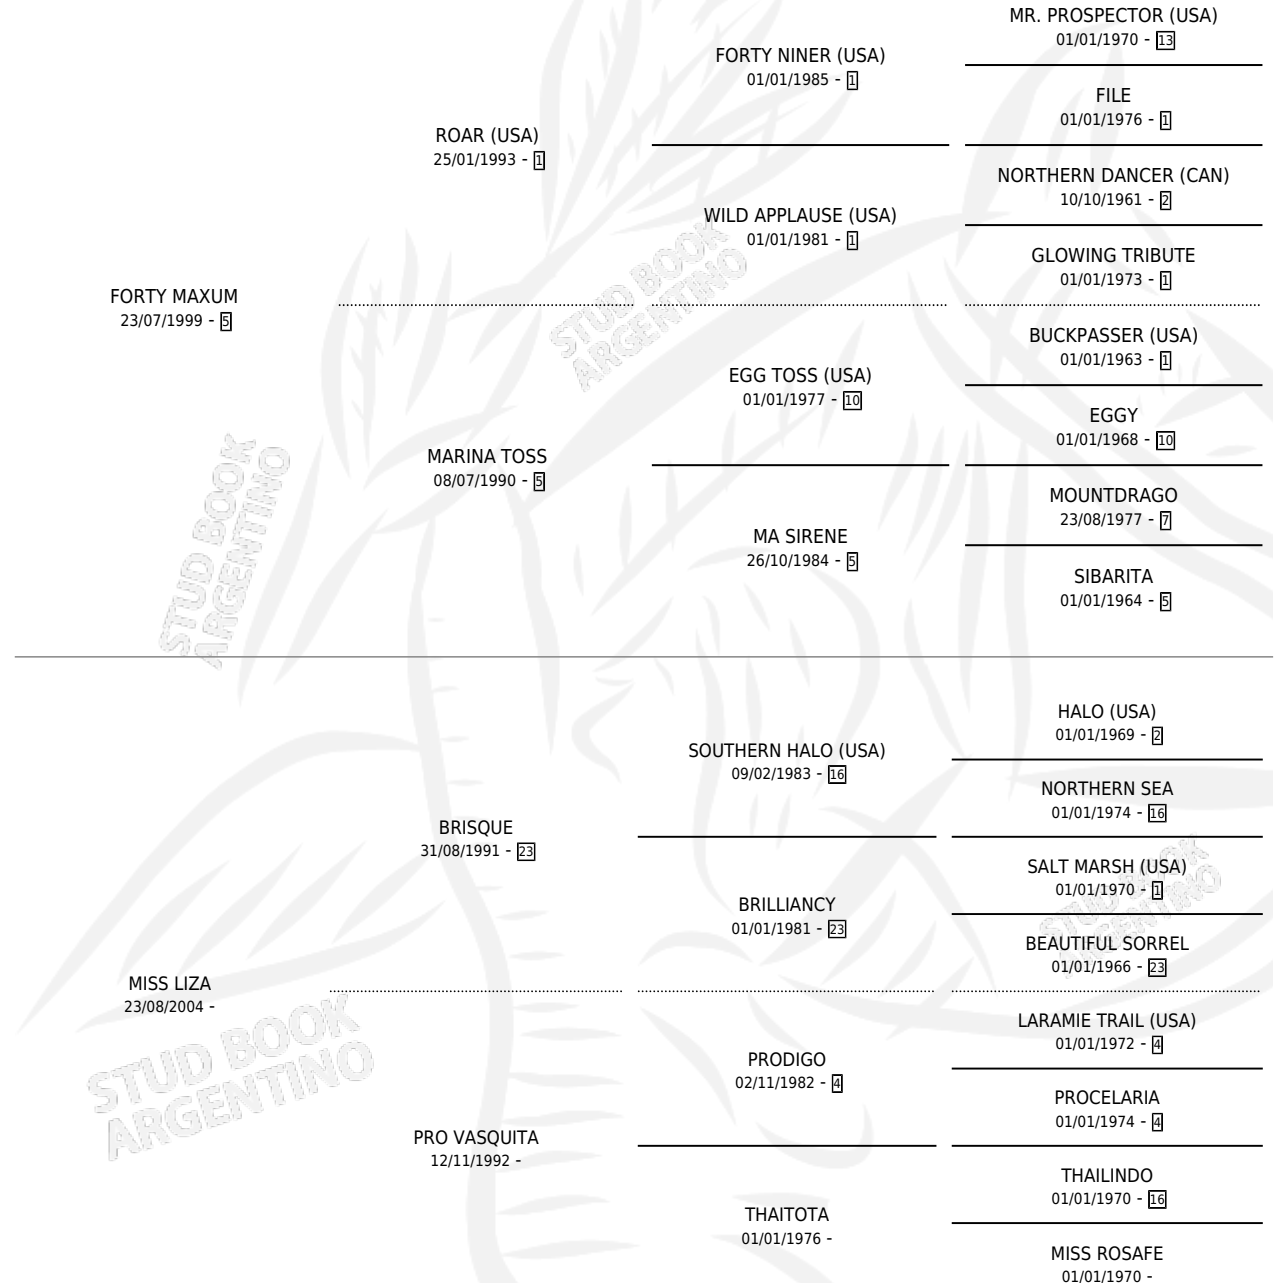 MR. PROSPECTOR (USA)
01/01/1970 - 13
FORTY NINER (USA)
01/01/1985 - 1
FILE
01/01/1976 - 1
ROAR (USA)
25/01/1993 - 1
NORTHERN DANCER (CAN)
10/10/1961 - 2
WILD APPLAUSE (USA)
01/01/1981 - 1
GLOWING TRIBUTE
01/01/1973 - 1
FORTY MAXUM
23/07/1999 - 5
STUD BOOK
ARGENTINO
BUCKPASSER (USA)
01/01/1963 - 1
EGG TOSS (USA)
01/01/1977 - 10
EGGY
01/01/1968 - 10
MARINA TOSS
08/07/1990 - 5
MOUNTDRAGO
23/08/1977 - 7
MA SIRENE
26/10/1984 - 5
SIBARITA
01/01/1964 - 5
STUD BOOK
ARGENTINO
HALO (USA)
01/01/1969 - 2
SOUTHERN HALO (USA)
09/02/1983 - 16
NORTHERN SEA
01/01/1974 - 16
BRISQUE
31/08/1991 - 23
SALT MARSH (USA)
01/01/1970 - 1
BRILLIANCY
01/01/1981 - 23
BEAUTIFUL SORREL
01/01/1966 - 23
STUD BOOK
ARGENTINO
MISS LIZA
23/08/2004 -
LARAMIE TRAIL (USA)
01/01/1972 - 4
PRODIGO
02/11/1982 - 4
PROCELARIA
01/01/1974 - 4
STUD BOOK
ARGENTINO
PRO VASQUITA
12/11/1992 -
THAILINDO
01/01/1970 - 16
THAITOTA
01/01/1976 -
MISS ROSAFE
01/01/1970 -